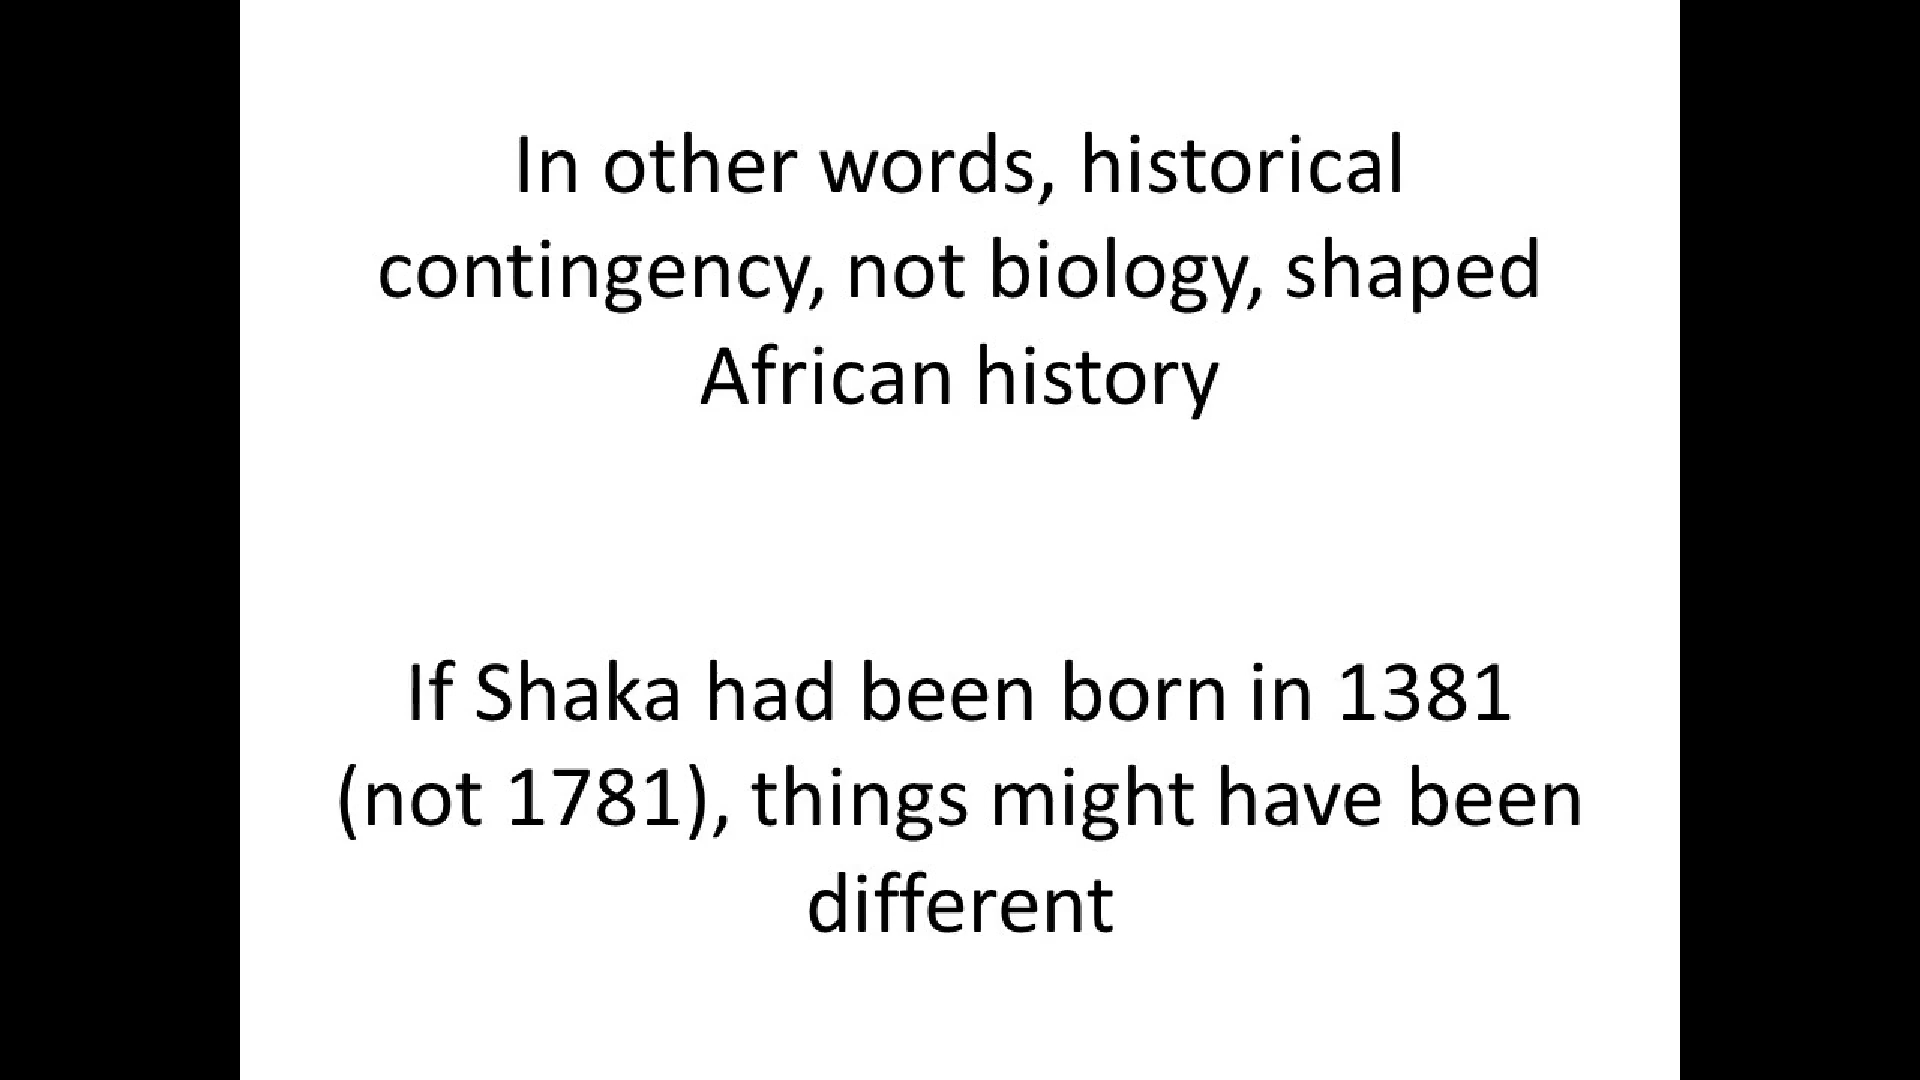 In other words, historical
contingency, not biology, shaped
African history
If Shaka had been born in 1381
(not 1781), things might have been
different